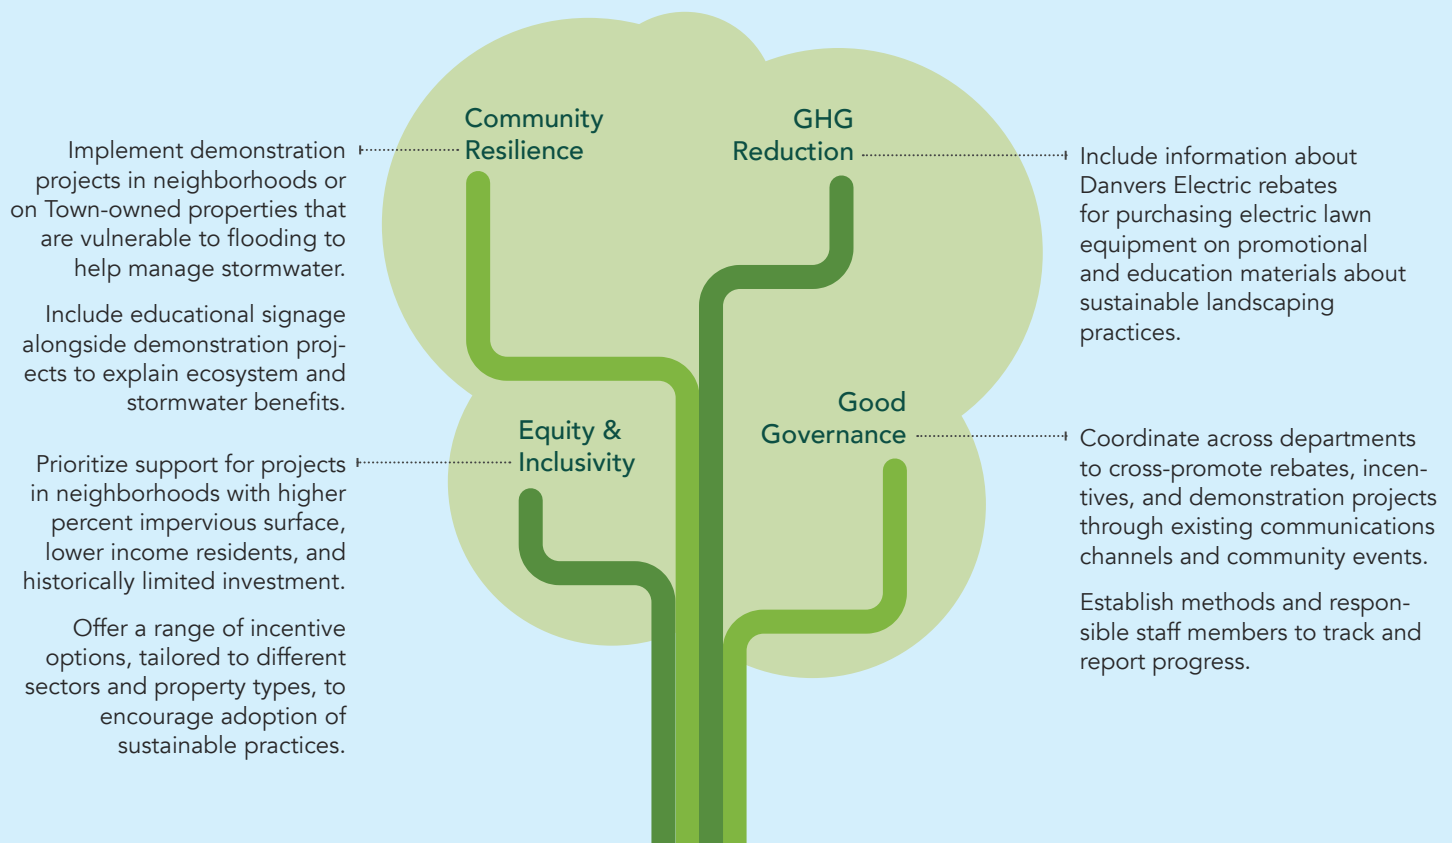 Community
Resilience
Implement demonstration
projects in neighborhoods or
on Town-owned properties that
are vulnerable to flooding to
help manage stormwater.
Include educational signage
alongside demonstration proj-
ects to explain ecosystem and
stormwater benefits.
GHG
Reduction
Include information about
Danvers Electric rebates
for purchasing electric lawn
equipment on promotional
and education materials about
sustainable landscaping
practices.
Equity &
Inclusivity
Prioritize support for projects
in neighborhoods with higher
percent impervious surface,
lower income residents, and
historically limited investment.
Offer a range of incentive
options, tailored to different
sectors and property types, to
encourage adoption of
sustainable practices.
Good
Governance
Coordinate across departments
to cross-promote rebates, incen-
tives, and demonstration projects
through existing communications
channels and community events.
Establish methods and respon-
sible staff members to track and
report progress.